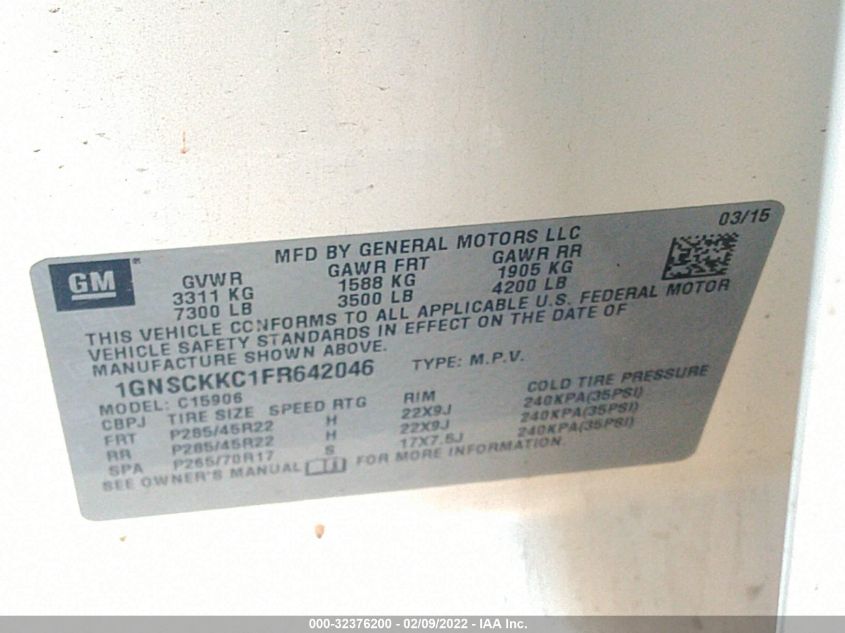 03/15
GM ®
MFD BY GENERAL MOTORS LLC
GVWR GAWR FRT GAWR RR
3311 KG 1588 KG 1905 KG
7300 LB 3500 LB 4200 LB
THIS VEHICLE CONFORMS TO ALL APPLICABLE U.S. FEDERAL MOTOR
VEHICLE SAFETY STANDARDS IN EFFECT ON THE DATE OF
MANUFACTURE SHOWN ABOVE.
1GNSCKKC1FR642046 TYPE: M.P.V.
MODEL: C15906
CBPJ TIRE SIZE SPEED RTG RIM COLD TIRE PRESSURE
FRT P285/45R22 H 22X9J 240KPA(35PSI)
RR P285/45R22 H 22X9J 240KPA(35PSI)
SPA P265/70R17 S 17X7.5J 240KPA(35PSI)
SEE OWNER'S MANUAL FOR MORE INFORMATION.
000-32376200 - 02/09/2022 - IAA Inc.